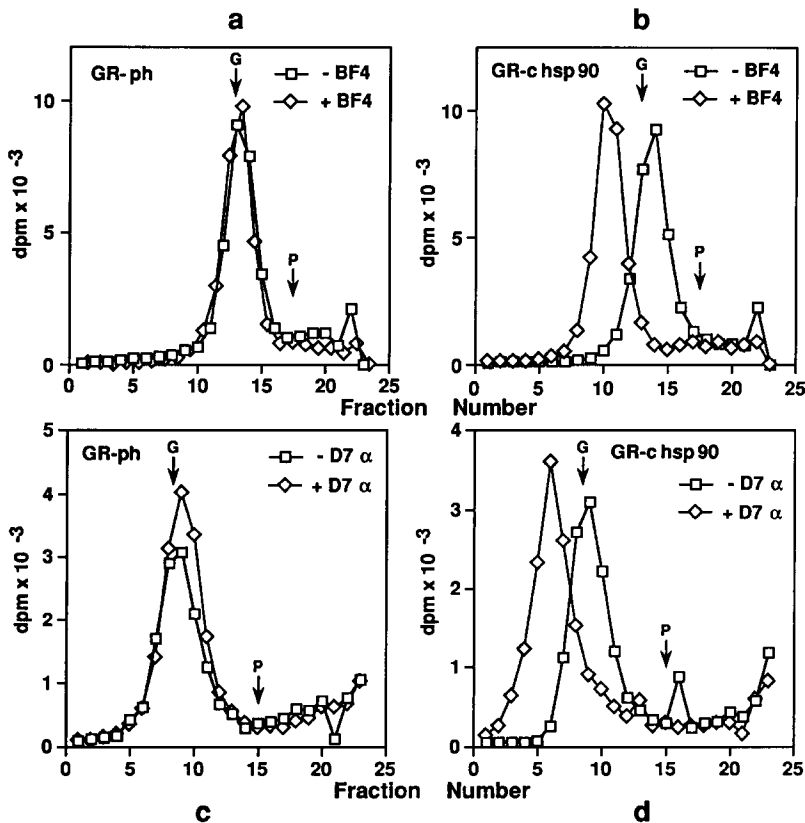 a
b
GR-ph
G
- BF4
+ BF4
P
10
5
0
dpm x 10 -3
0 5 10 15 20 25
GR-c hsp 90
G
- BF4
+ BF4
P
10
5
0
dpm x 10 -3
0 5 10 15 20 25
Fraction Number
GR-ph
G
- D7 α
+ D7 α
P
5
4
3
2
1
0
dpm x 10 -3
0 5 10 15 20 25
GR-c hsp 90
G
- D7 α
+ D7 α
P
4
3
2
1
0
dpm x 10 -3
0 5 10 15 20 25
Fraction Number
c
d